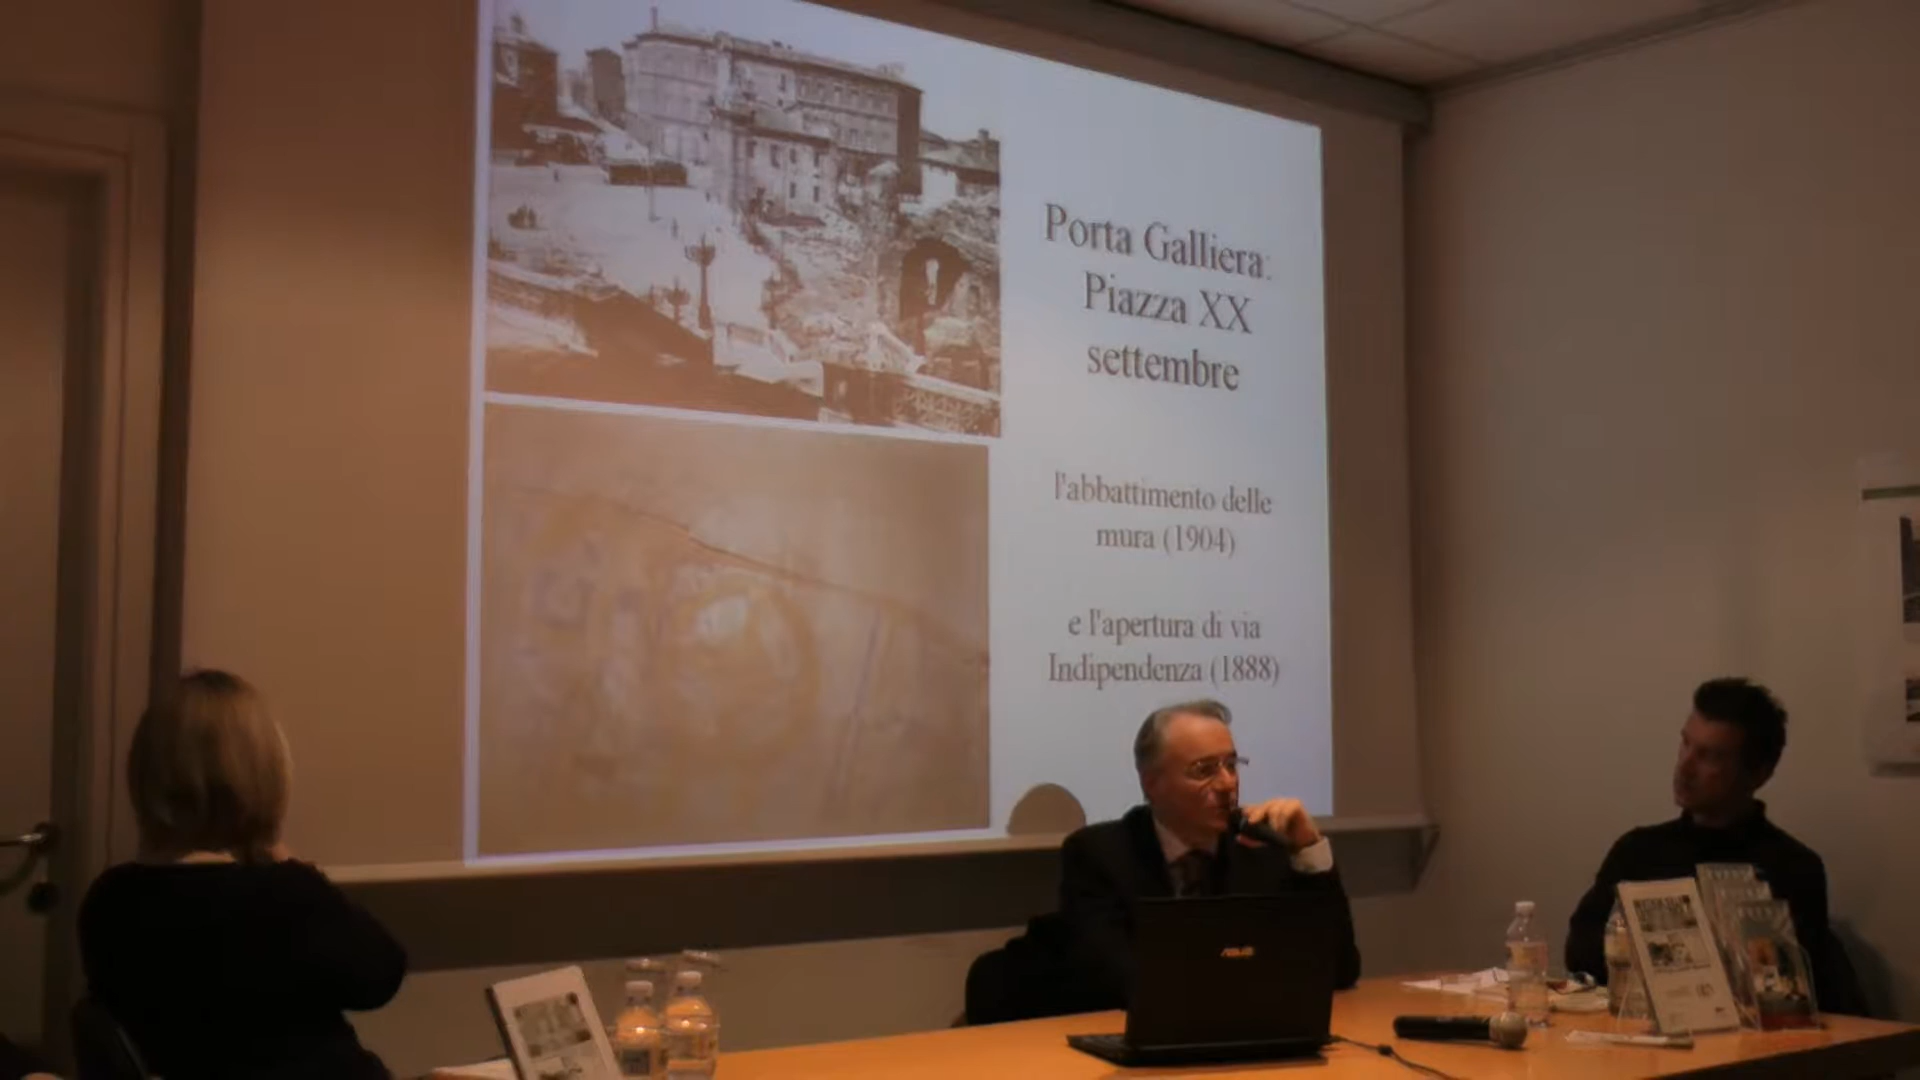 Porta Galliera:
Piazza XX
settembre
l'abbattimento delle
mura (1904)
e l'apertura di via
Indipendenza (1888)
ASUS